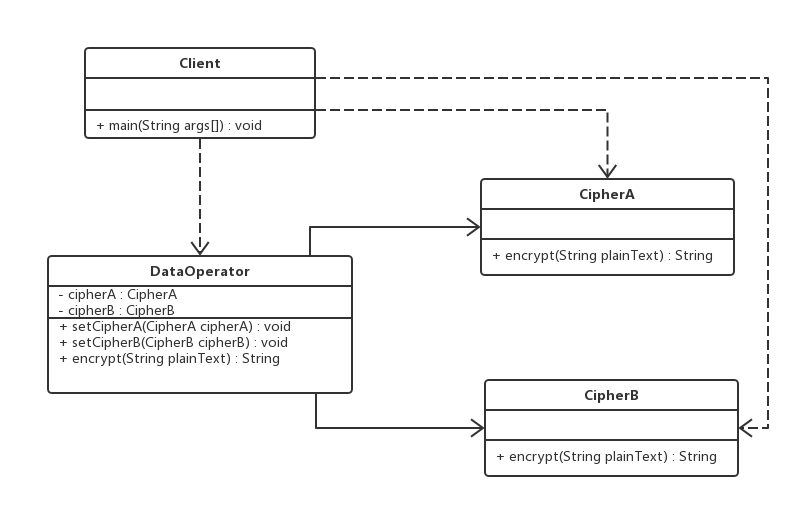 Client
+ main(String args[]) : void
CipherA
+ encrypt(String plainText) : String
DataOperator
- cipherA : CipherA
- cipherB : CipherB
+ setCipherA(CipherA cipherA) : void
+ setCipherB(CipherB cipherB) : void
+ encrypt(String plainText) : String
CipherB
+ encrypt(String plainText) : String